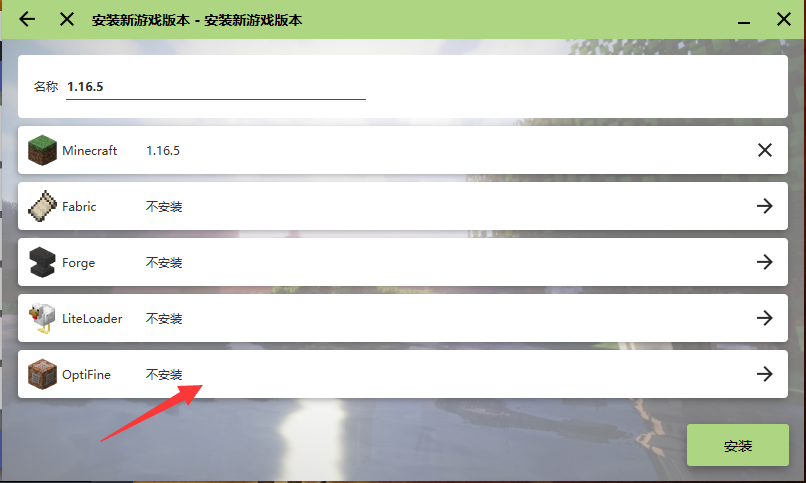 安装新游戏版本 - 安装新游戏版本
名称 1.16.5
Minecraft 1.16.5
Fabric 不安装
Forge 不安装
LiteLoader 不安装
OptiFine 不安装
安装